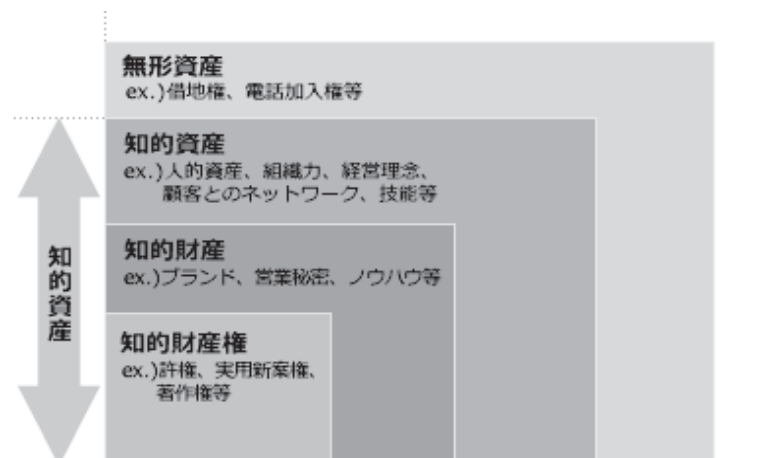 無形資産
ex.)借地権、電話加入権等
知的資産
ex.)人的資産、組織力、経営理念、
顧客とのネットワーク、技能等
知的財産
ex.)ブランド、営業秘密、ノウハウ等
知的財産権
ex.)許権、実用新案権、
著作権等
知的資産